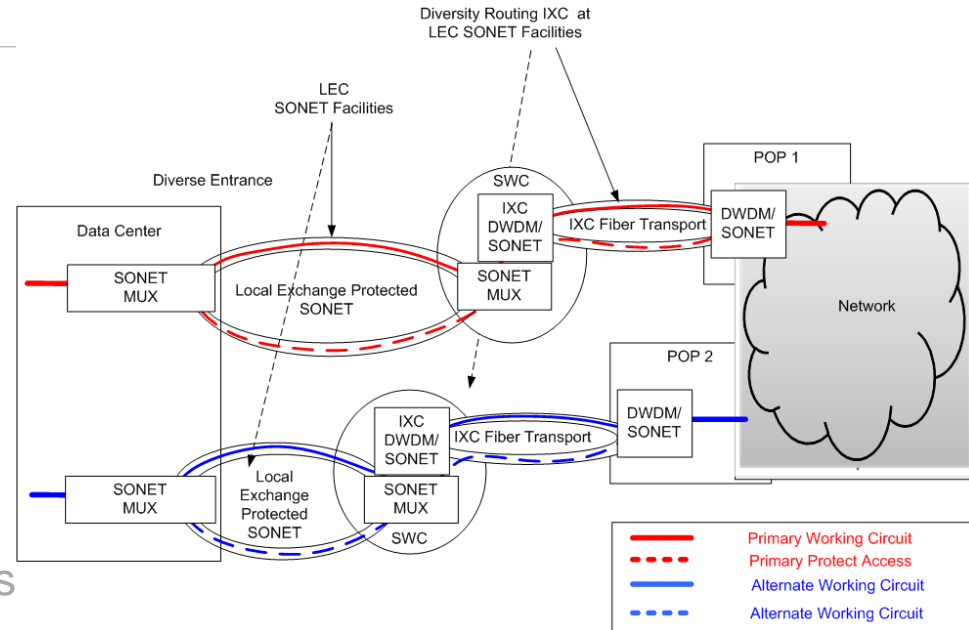 Diversity Routing IXC at
LEC SONET Facilities
LEC
SONET Facilities
Diverse Entrance
SWC
POP 1
Data Center
IXC
DWDM/
SONET
IXC Fiber Transport
DWDM/
SONET
SONET
MUX
Local Exchange Protected
SONET
SONET
MUX
Network
POP 2
IXC
DWDM/
SONET
IXC Fiber Transport
DWDM/
SONET
SONET
MUX
Local
Exchange
Protected
SONET
SONET
MUX
SWC
Primary Working Circuit
Primary Protect Access
Alternate Working Circuit
Alternate Working Circuit
s